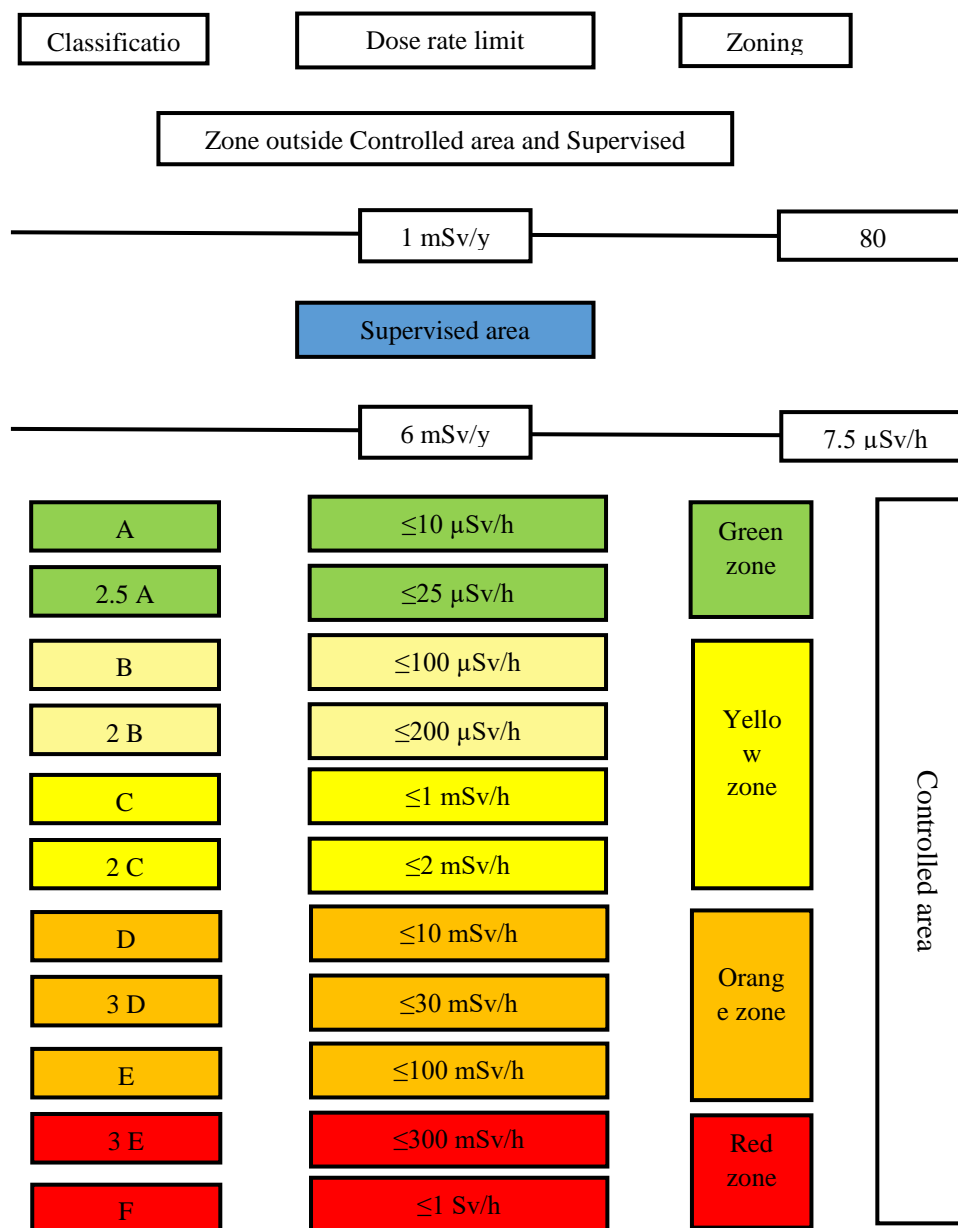 Classificatio
Dose rate limit
Zoning
Zone outside Controlled area and Supervised
1 mSv/y
80
Supervised area
6 mSv/y
7.5 µSv/h
A
≤10 µSv/h
Green
zone
2.5 A
≤25 µSv/h
B
≤100 µSv/h
2 B
≤200 µSv/h
Yello
w
zone
C
≤1 mSv/h
2 C
≤2 mSv/h
D
≤10 mSv/h
3 D
≤30 mSv/h
Orang
e zone
E
≤100 mSv/h
3 E
≤300 mSv/h
Red
zone
F
≤1 Sv/h
Controlled area